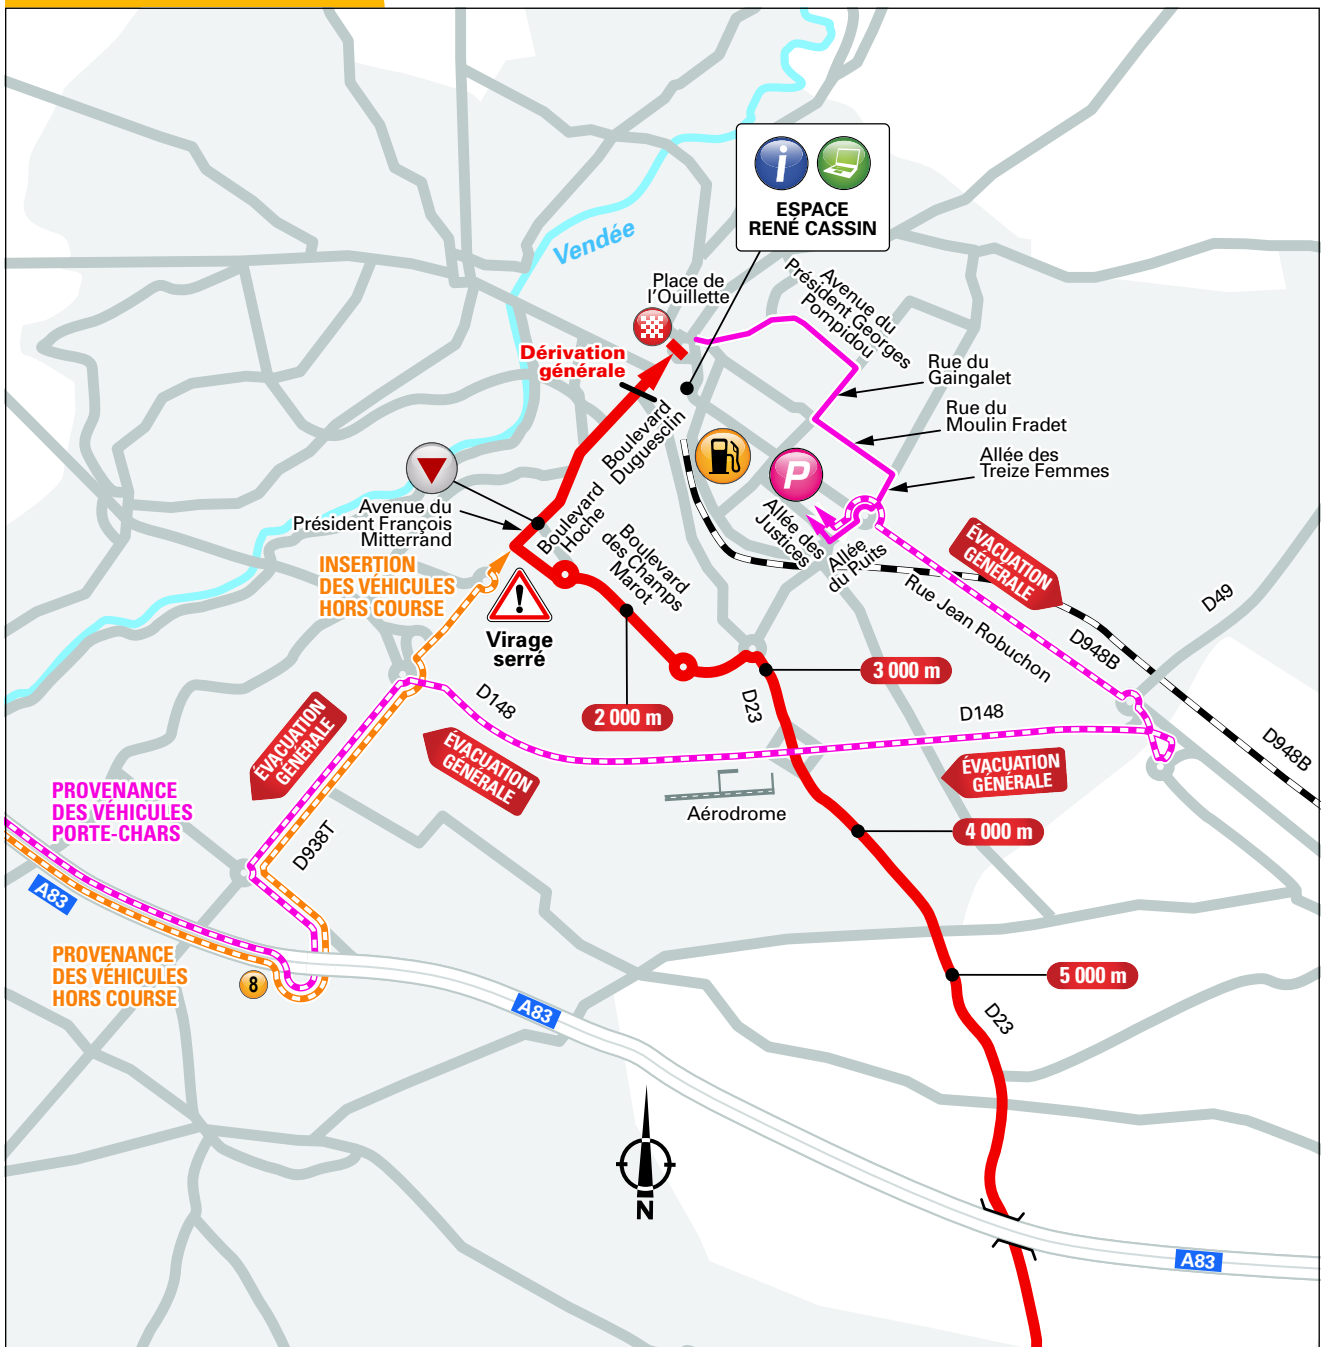 ESPACE
RENÉ CASSIN
Vendée
Place de
l'Ouillette
Avenue du
Président Georges
Pompidou
Dérivation
générale
Rue du
Gaingalet
Rue du
Moulin Fradet
Allée des
Treize Femmes
Boulevard
Duguesclin
P
Avenue du
Président François
Mitterrand
Boulevard
Hoche
Boulevard
des Champs
Marot
Allée des
Justices
Allée
du Puits
ÉVACUATION
GÉNÉRALE
INSERTION
DES VÉHICULES
HORS COURSE
!
Virage
serré
Rue Jean Robuchon
D948B
D49
3 000 m
2 000 m
D23
D148
D148
D948B
ÉVACUATION
GÉNÉRALE
ÉVACUATION
GÉNÉRALE
ÉVACUATION
GÉNÉRALE
Aérodrome
PROVENANCE
DES VÉHICULES
PORTE-CHARS
D938T
4 000 m
A83
PROVENANCE
DES VÉHICULES
HORS COURSE
8
5 000 m
A83
D23
N
A83
i